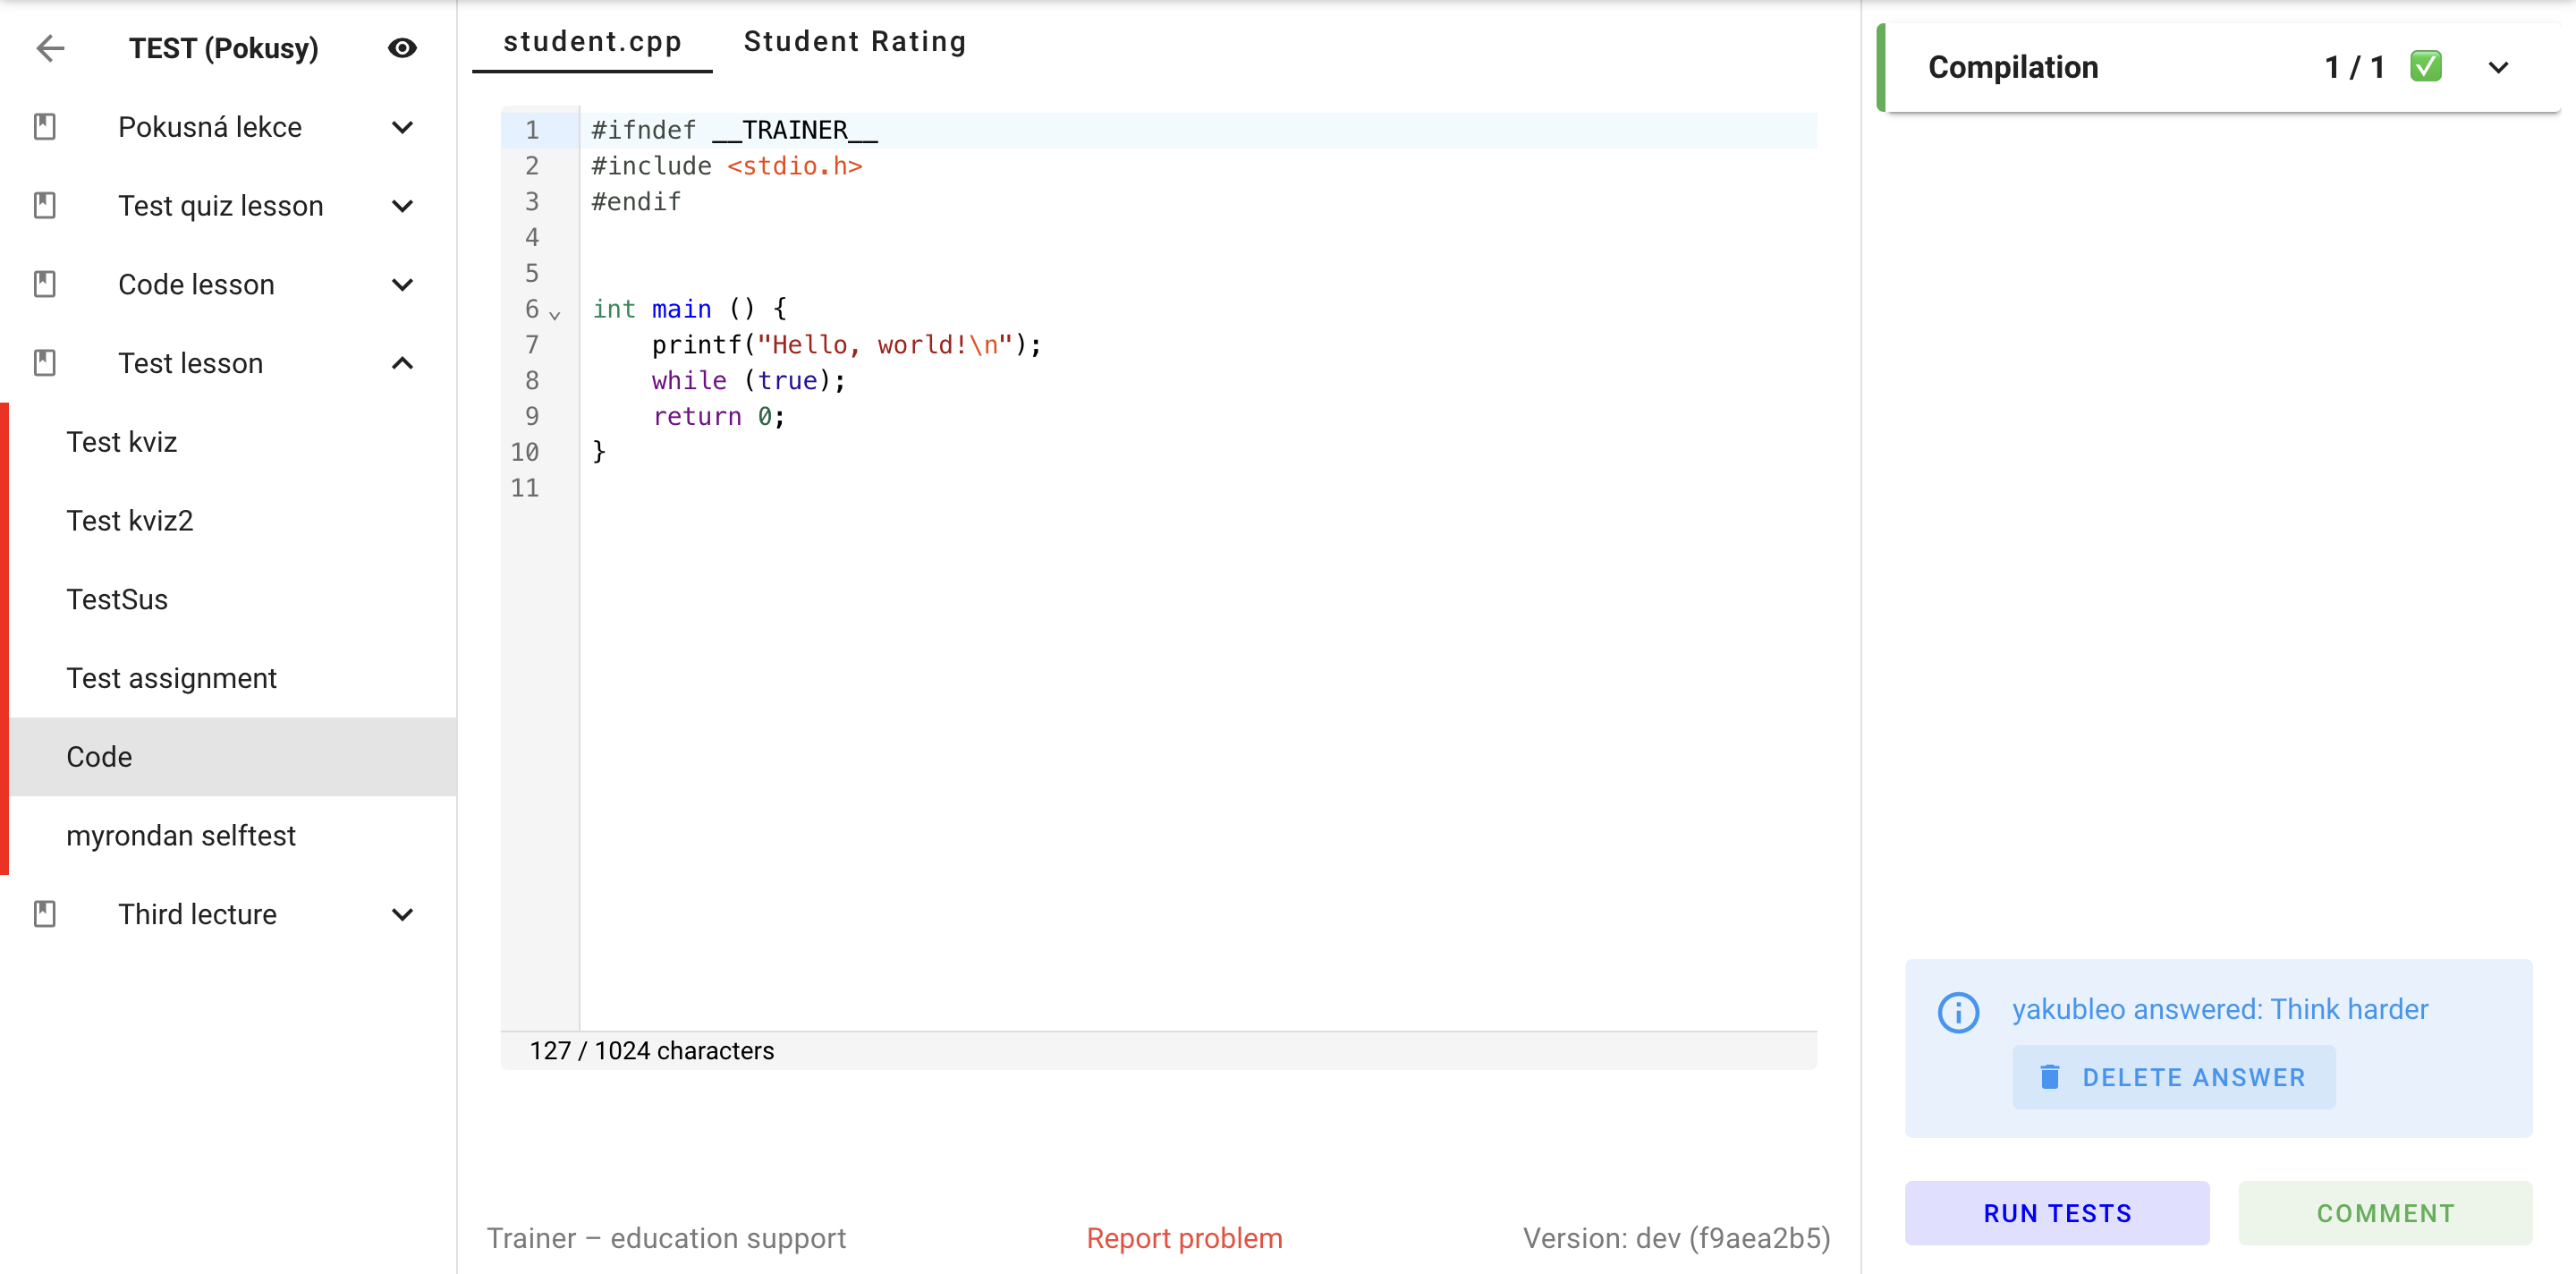 TEST (Pokusy)
Pokusná lekce
Test quiz lesson
Code lesson
Test lesson
Test kviz
Test kviz2
TestSus
Test assignment
Code
myrondan selftest
Third lecture
student.cpp Student Rating
1 #ifndef __TRAINER__
2 #include <stdio.h>
3 #endif
4
5
6 int main () {
7     printf("Hello, world!\n");
8     while (true);
9     return 0;
10 }
11
127 / 1024 characters
Trainer – education support Report problem Version: dev (f9aea2b5)
Compilation 1 / 1
yakubleo answered: Think harder
DELETE ANSWER
RUN TESTS COMMENT